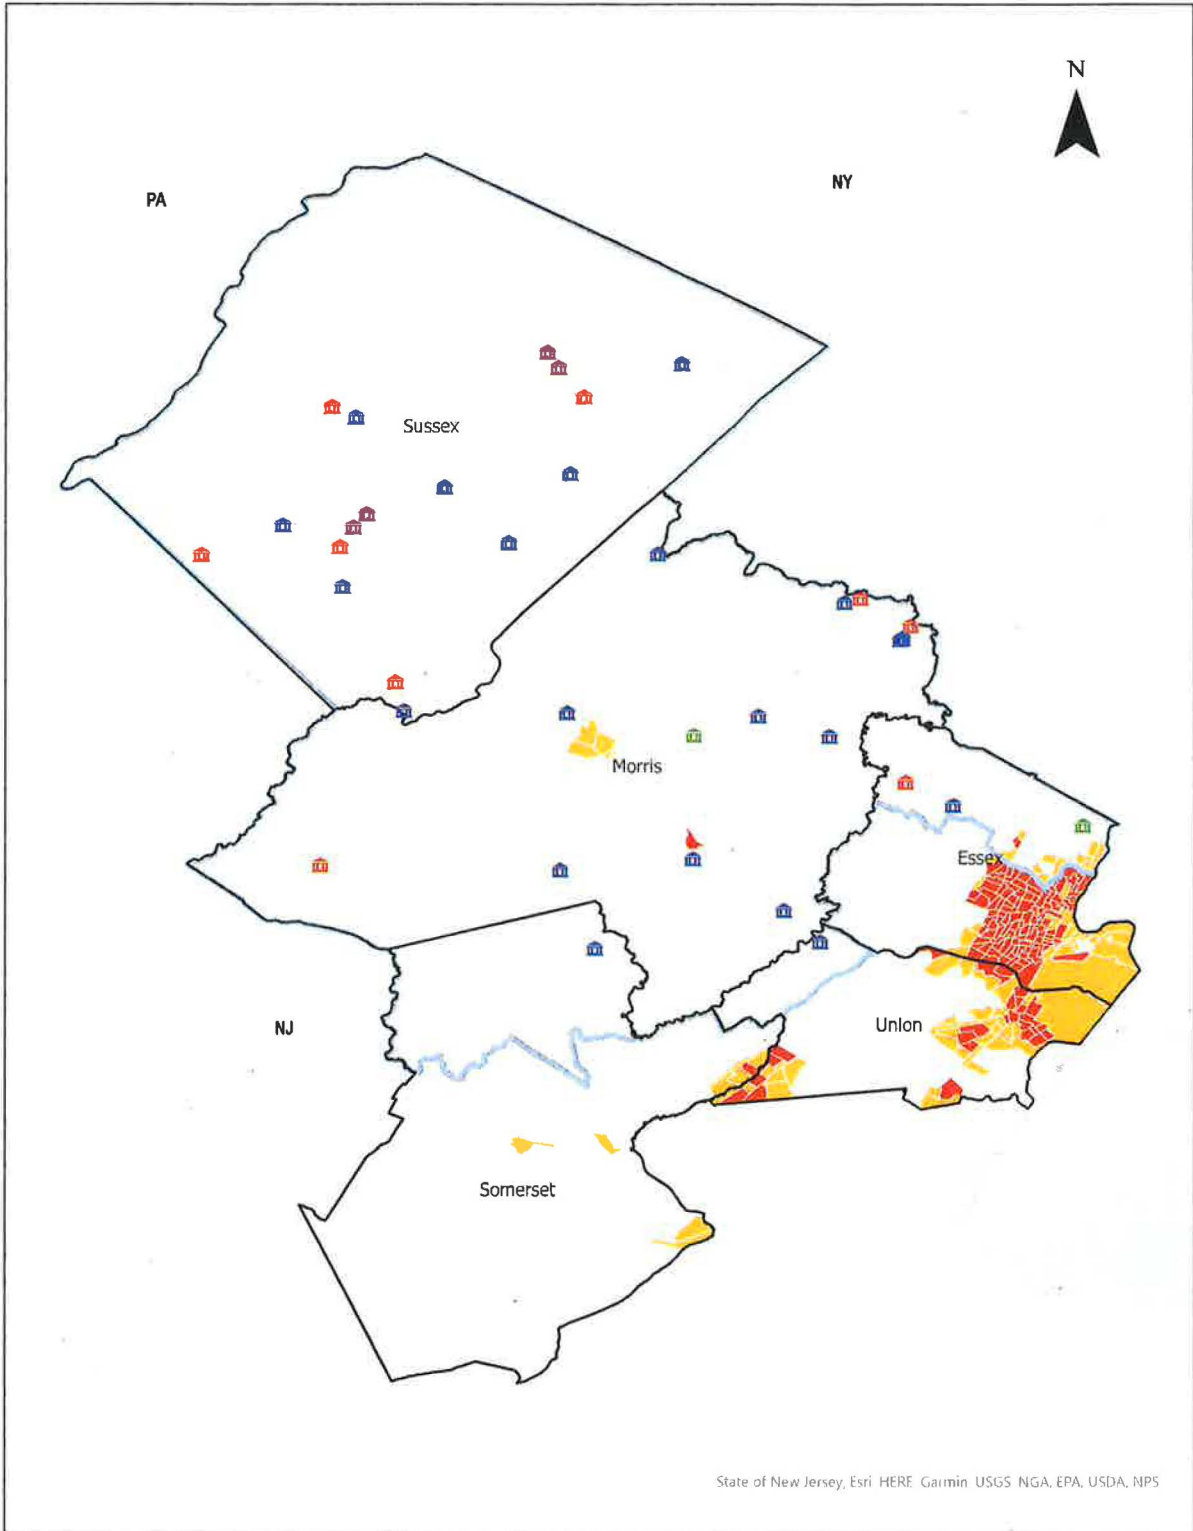 N
PA
NY
Sussex
Morris
Essex
NJ
Union
Somerset
State of New Jersey, Esri HERE Garmin USGS NGA, EPA, USDA, NPS